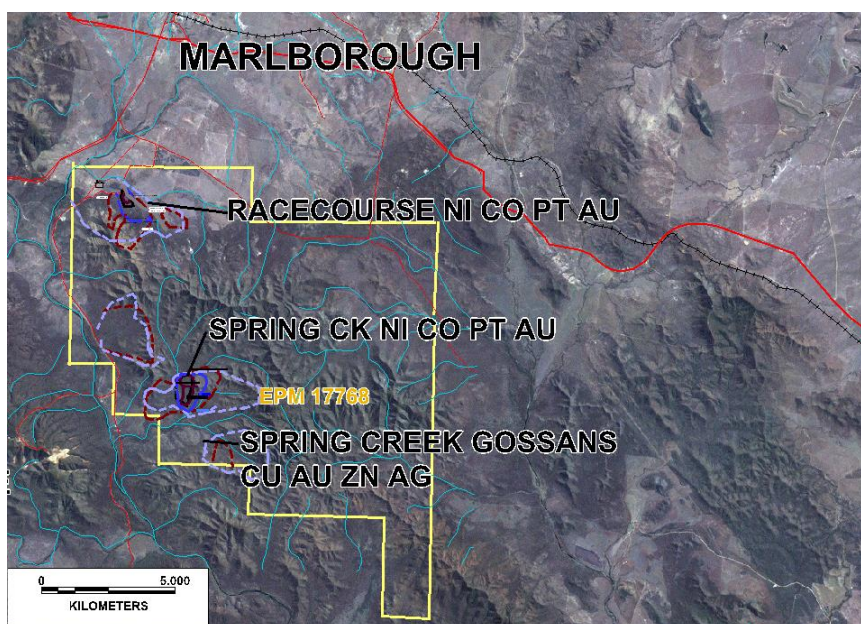 MARLBOROUGH
RACECOURSE NI CO PT AU
SPRING CK NI CO PT AU
EPM 17768
SPRING CREEK GOSSANS
CU AU ZN AG
0 5.000
KILOMETERS